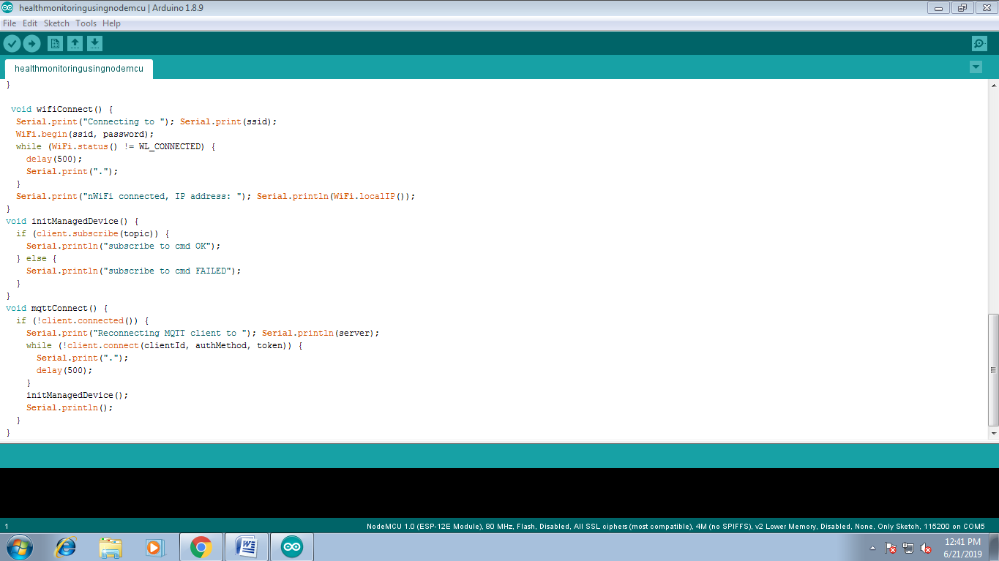 healthmonitoringusingnodemcu | Arduino 1.8.9
File Edit Sketch Tools Help
healthmonitoringusingnodemcu
}
void wifiConnect() {
Serial.print("Connecting to "); Serial.print(ssid);
WiFi.begin(ssid, password);
while (WiFi.status() != WL_CONNECTED) {
delay(500);
Serial.print(".");
}
Serial.print("nWiFi connected, IP address: "); Serial.println(WiFi.localIP());
}
void initManagedDevice() {
if (client.subscribe(topic)) {
Serial.println("subscribe to cmd OK");
} else {
Serial.println("subscribe to cmd FAILED");
}
}
void mqttConnect() {
if (!client.connected()) {
Serial.print("Reconnecting MQTT client to "); Serial.println(server);
while (!client.connect(clientId, authMethod, token)) {
Serial.print(".");
delay(500);
}
initManagedDevice();
Serial.println();
}
}
1 NodeMCU 1.0 (ESP-12E Module), 80 MHz, Flash, Disabled, All SSL ciphers (most compatible), 4M (no SPIFFS), v2 Lower Memory, Disabled, None, Only Sketch, 115200 on COM5
12:41 PM
6/21/2019